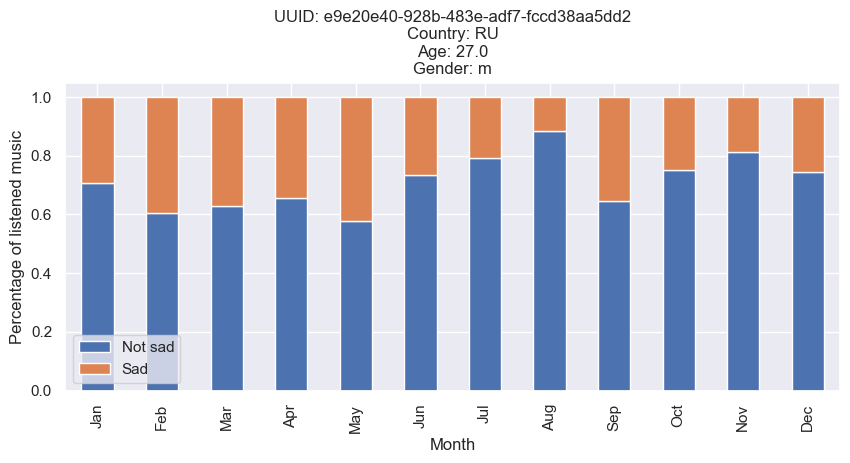 UUID: e9e20e40-928b-483e-adf7-fccd38aa5dd2
Country: RU
Age: 27.0
Gender: m
Percentage of listened music
1.0
0.8
0.6
0.4
0.2
0.0
Not sad
Sad
Jan Feb Mar Apr May Jun Jul Aug Sep Oct Nov Dec
Month